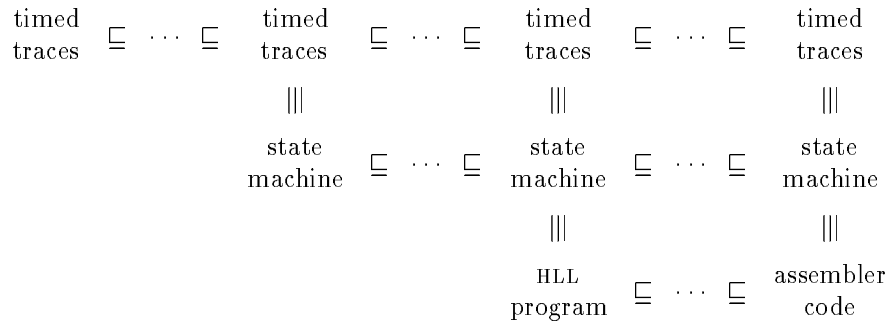 timed timed timed timed
traces ⊑ ⋯ ⊑ traces ⊑ ⋯ ⊑ traces ⊑ ⋯ ⊑ traces
||| ||| |||
state state state
machine ⊑ ⋯ ⊑ machine ⊑ ⋯ ⊑ machine
||| |||
HLL assembler
program ⊑ ⋯ ⊑ code